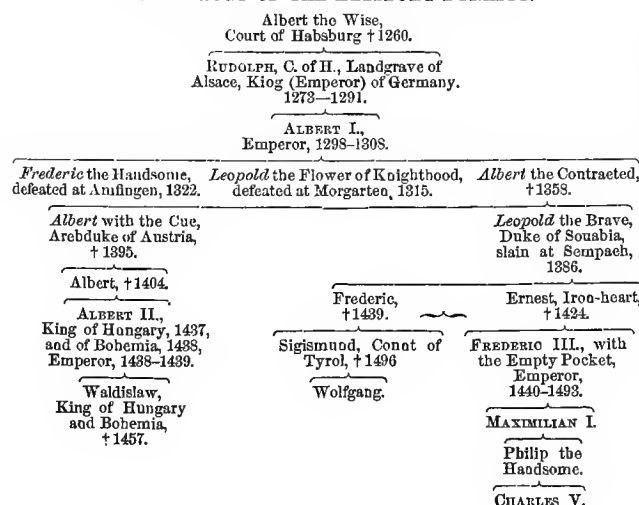 Albert the Wise,
Court of Habsburg †1260.
RUDOLPH, C. of H., Landgrave of
Alsace, King (Emperor) of Germany.
1273—1291.
ALBERT I.,
Emperor, 1298-1308.
Frederic the Handsome,
defeated at Amfingen, 1322.
Leopold the Flower of Knighthood,
defeated at Morgarten, 1315.
Albert the Contracted,
†1358.
Albert with the Cue,
Archduke of Austria,
†1395.
Leopold the Brave,
Duke of Souabia,
slain at Sempach,
1386.
Albert, †1404.
Frederic,
†1439.
Ernest, Iron-heart,
†1424.
ALBERT II.,
King of Hungary, 1437,
and of Bohemia, 1438,
Emperor, 1438-1439.
Sigismund, Count of
Tyrol, †1496
FREDERIC III., with
the Empty Pocket,
Emperor,
1440-1493.
Waldislaw,
King of Hungary
and Bohemia,
†1457.
Wolfgang.
MAXIMILIAN I.
Philip the
Handsome.
CHARLES V.